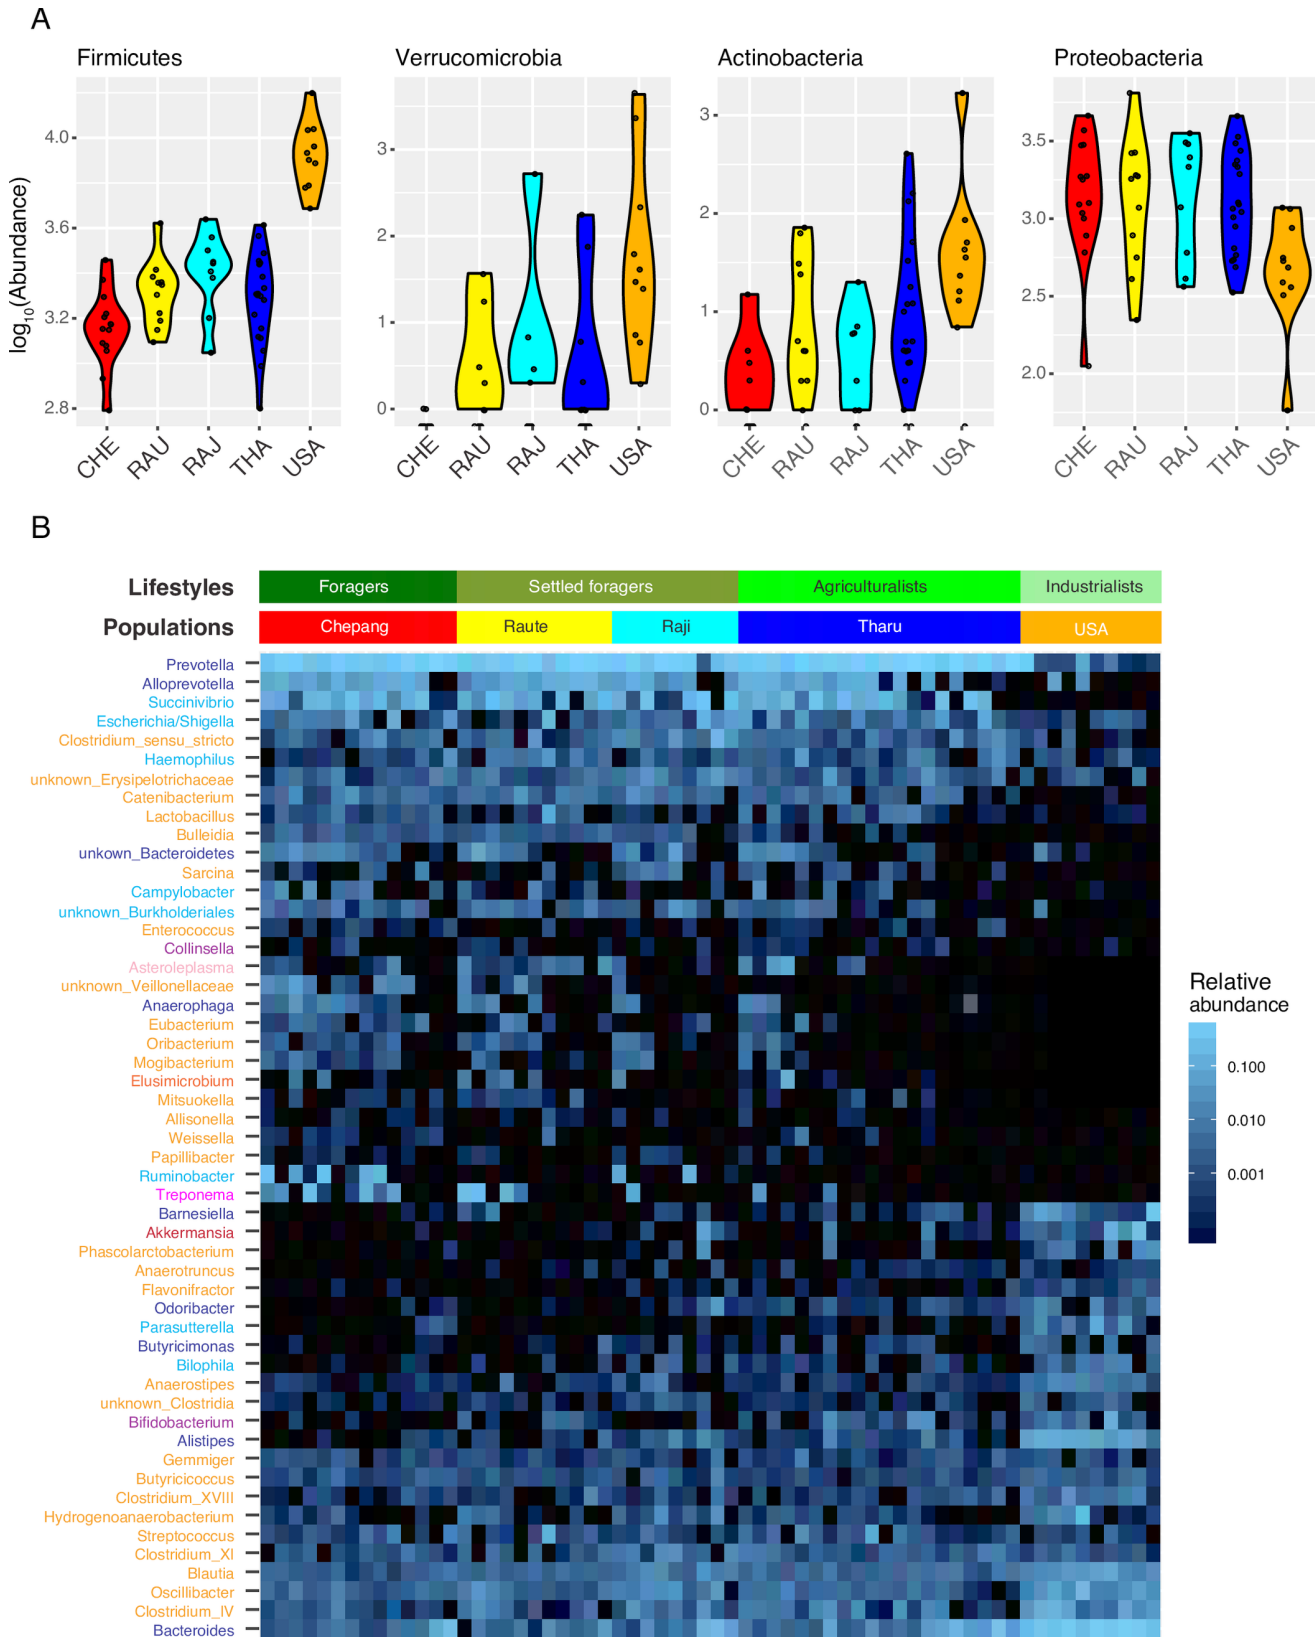 A
Firmicutes
Verrucomicrobia
Actinobacteria
Proteobacteria
log10(Abundance)
4.0
3.6
3.2
2.8
3
2
1
0
3
2
1
0
3.5
3.0
2.5
2.0
CHE RAU RAJ THA USA
CHE RAU RAJ THA USA
CHE RAU RAJ THA USA
CHE RAU RAJ THA USA
B
Lifestyles Foragers Settled foragers Agriculturalists Industrialists
Populations Chepang Raute Raji Tharu USA
Prevotella
Alloprevotella
Succinivibrio
Escherichia/Shigella
Clostridium_sensu_stricto
Haemophilus
unknown_Erysipelotrichaceae
Catenibacterium
Lactobacillus
Bulleidia
unkown_Bacteroidetes
Sarcina
Campylobacter
unknown_Burkholderiales
Enterococcus
Collinsella
Asteroleplasma
unknown_Veillonellaceae
Anaerophaga
Eubacterium
Oribacterium
Mogibacterium
Elusimicrobium
Mitsuokella
Allisonella
Weissella
Papillibacter
Ruminobacter
Treponema
Barnesiella
Akkermansia
Phascolarctobacterium
Anaerotruncus
Flavonifractor
Odoribacter
Parasutterella
Butyricimonas
Bilophila
Anaerostipes
unknown_Clostridia
Bifidobacterium
Alistipes
Gemmiger
Butyricicoccus
Clostridium_XVIII
Hydrogenoanaerobacterium
Streptococcus
Clostridium_XI
Blautia
Oscillibacter
Clostridium_IV
Bacteroides
Relative
abundance
0.100
0.010
0.001